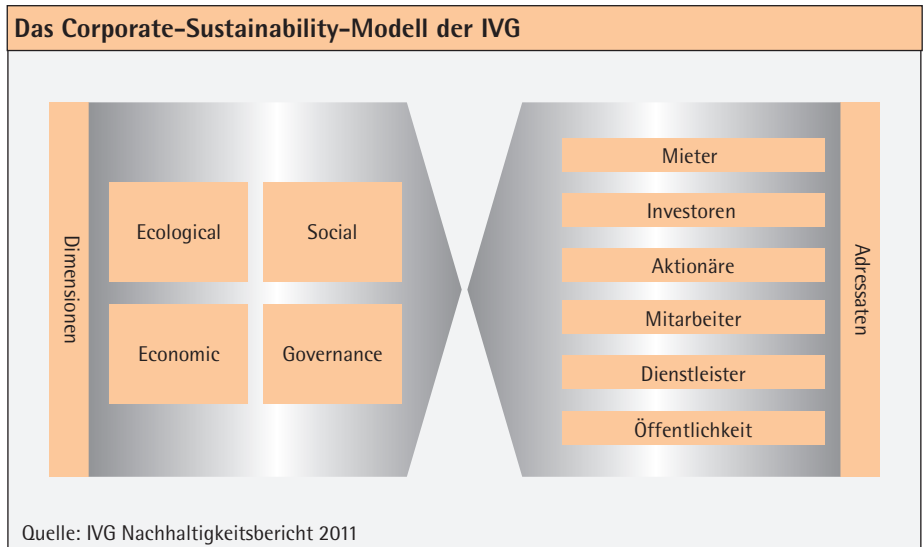 Das Corporate-Sustainability-Modell der IVG
Dimensionen
Ecological
Social
Economic
Governance
Mieter
Investoren
Aktionäre
Mitarbeiter
Dienstleister
Öffentlichkeit
Adressaten
Quelle: IVG Nachhaltigkeitsbericht 2011